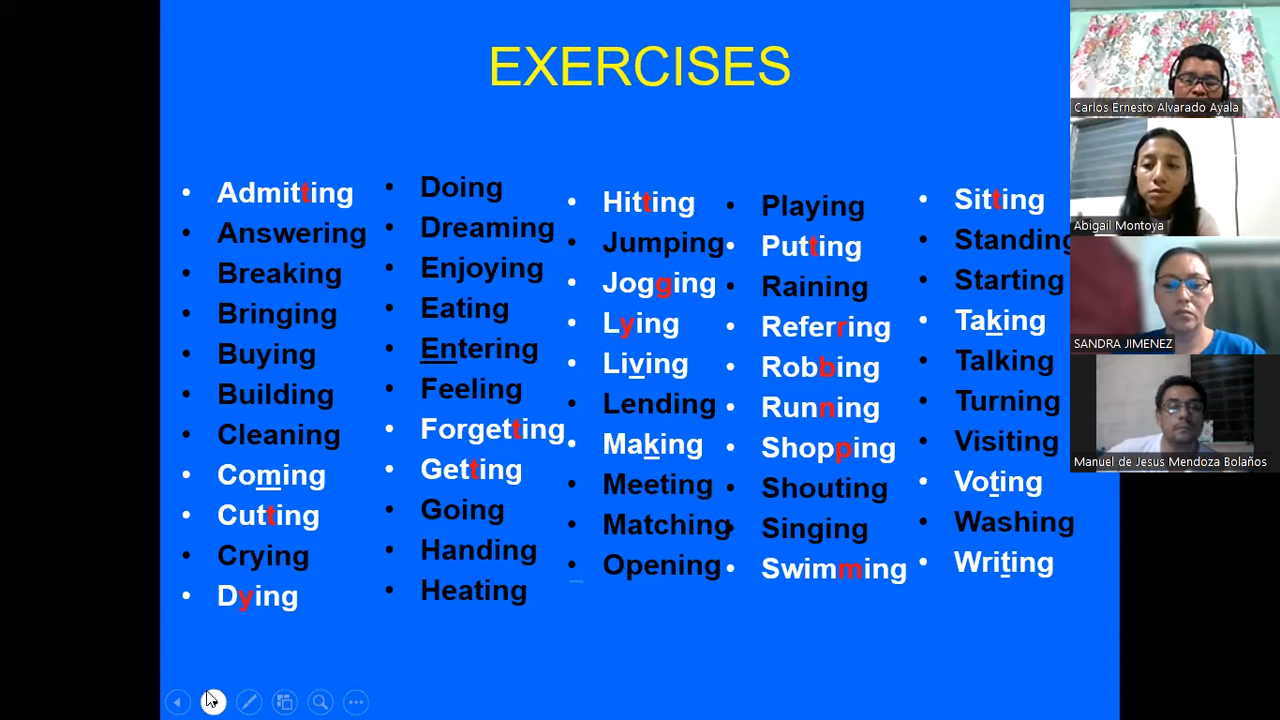 EXERCISES
Admitting
Answering
Breaking
Bringing
Buying
Building
Cleaning
Coming
Cutting
Crying
Dying
Doing
Dreaming
Enjoying
Eating
Entering
Feeling
Forgetting
Getting
Going
Handing
Heating
Hitting
Jumping
Jogging
Lying
Living
Lending
Making
Meeting
Matching
Opening
Playing
Putting
Raining
Referring
Robbing
Running
Shopping
Shouting
Singing
Swimming
Sitting
Standing
Starting
Taking
Talking
Turning
Visiting
Voting
Washing
Writing
Carlos Ernesto Alvarado Ayala
Abigail Montoya
SANDRA JIMENEZ
Manuel de Jesus Mendoza Bolaños